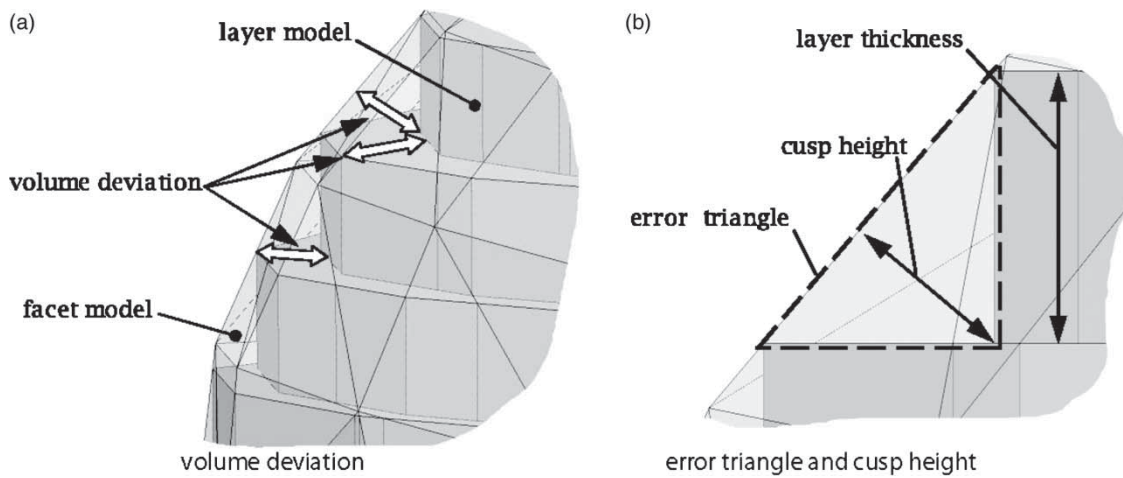 (a)
layer model
volume deviation
facet model
volume deviation
(b)
layer thickness
cusp height
error triangle
error triangle and cusp height